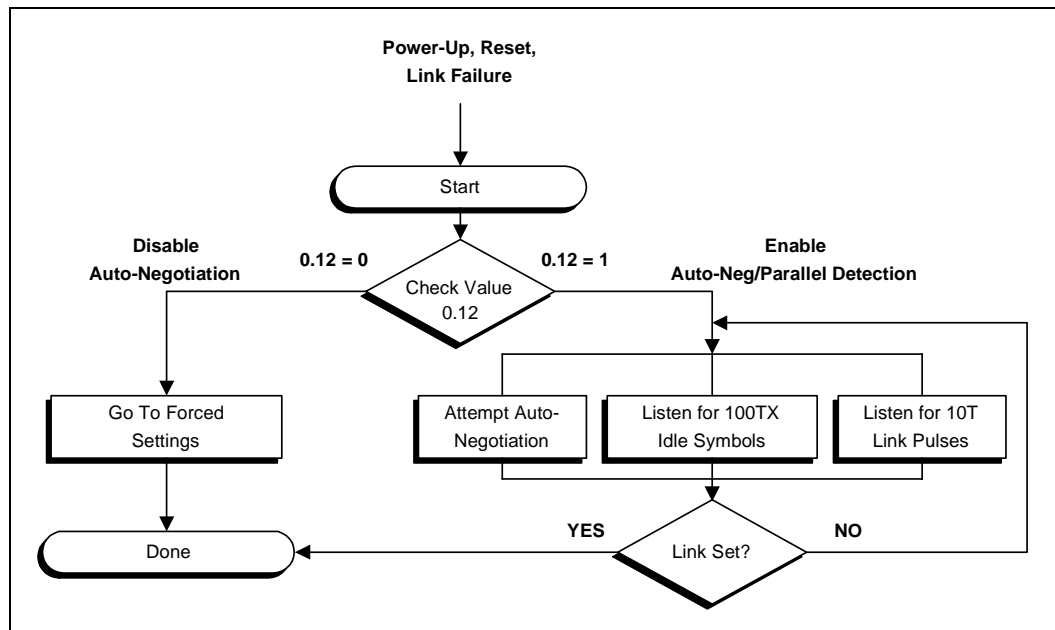 Power-Up, Reset,
Link Failure
Start
Disable
Auto-Negotiation
0.12 = 0
0.12 = 1
Enable
Auto-Neg/Parallel Detection
Check Value
0.12
Go To Forced
Settings
Attempt Auto-
Negotiation
Listen for 100TX
Idle Symbols
Listen for 10T
Link Pulses
Done
YES
Link Set?
NO